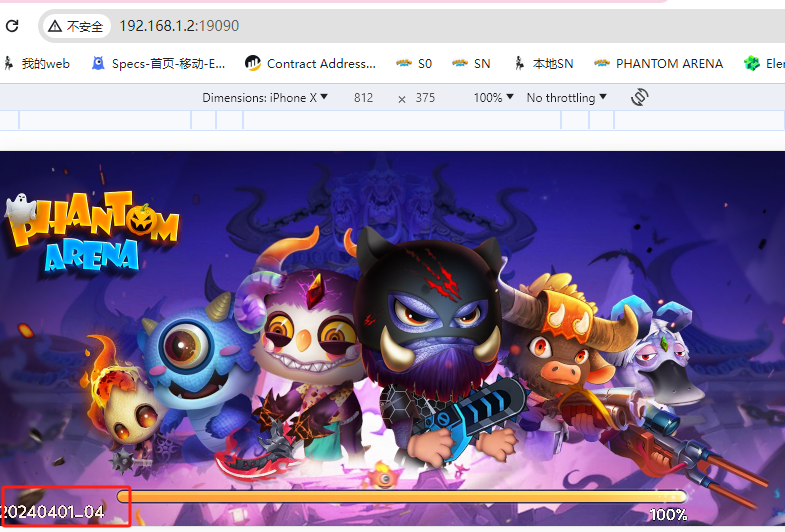 不安全 192.168.1.2:19090
我的web Specs-首页-移动-E... Contract Address... S0 SN 本地SN PHANTOM ARENA Eler
Dimensions: iPhone X 812 × 375 100% No throttling
PHANTOM
ARENA
20240401_04
100%